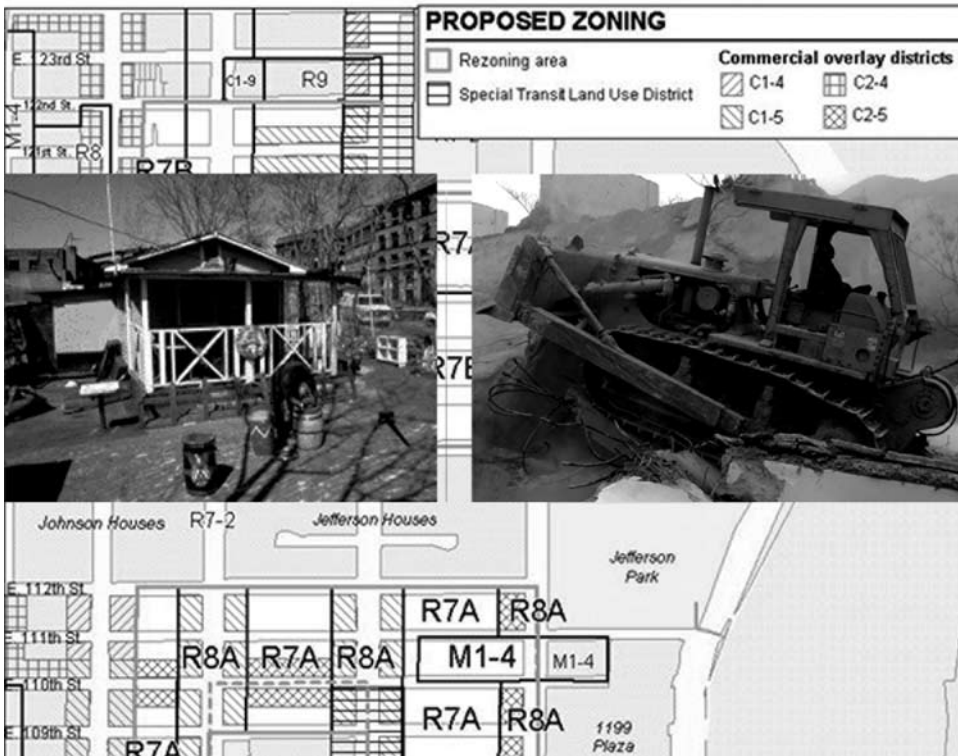 PROPOSED ZONING
Rezoning area
Special Transit Land Use District
Commercial overlay districts
C1-4
C2-4
C1-5
C2-5
E. 123rd St.
C1-9
R9
M1-4
122nd St.
121st St.
R8
R7B
R7A
R7B
Johnson Houses
R7-2
Jefferson Houses
Jefferson
Park
E. 112th St.
R7A
R8A
E. 111th St.
R8A
R7A
R8A
M1-4
M1-4
E. 110th St.
R7A
R8A
E. 109th St.
1199
Plaza
R7A